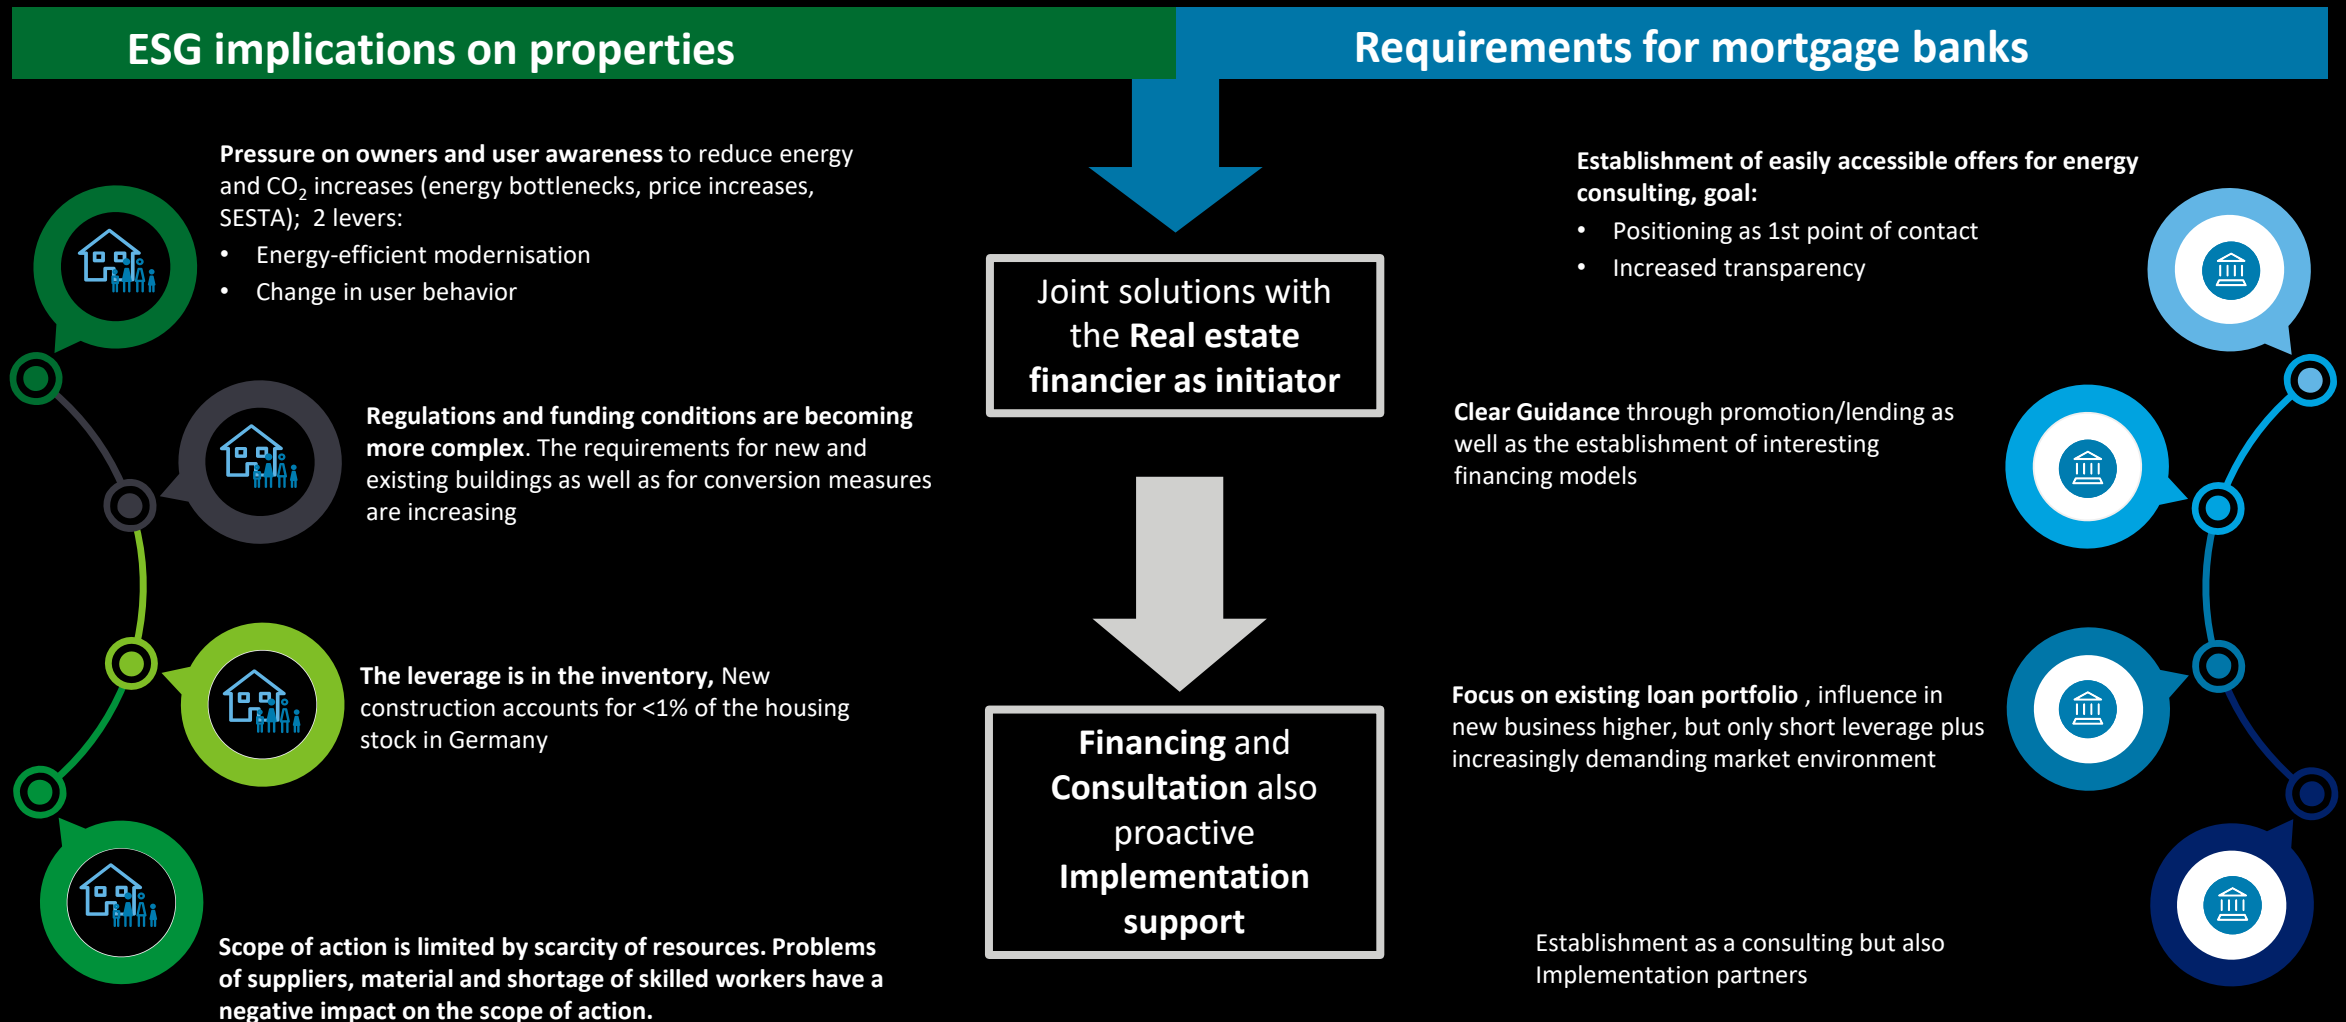 ESG implications on properties
Requirements for mortgage banks
Pressure on owners and user awareness to reduce energy
and CO₂ increases (energy bottlenecks, price increases,
SESTA);  2 levers:
• Energy-efficient modernisation
• Change in user behavior
Regulations and funding conditions are becoming
more complex. The requirements for new and
existing buildings as well as for conversion measures
are increasing
The leverage is in the inventory, New
construction accounts for <1% of the housing
stock in Germany
Scope of action is limited by scarcity of resources. Problems
of suppliers, material and shortage of skilled workers have a
negative impact on the scope of action.
Joint solutions with
the Real estate
financier as initiator
Financing and
Consultation also
proactive
Implementation
support
Establishment of easily accessible offers for energy
consulting, goal:
• Positioning as 1st point of contact
• Increased transparency
Clear Guidance through promotion/lending as
well as the establishment of interesting
financing models
Focus on existing loan portfolio , influence in
new business higher, but only short leverage plus
increasingly demanding market environment
Establishment as a consulting but also
Implementation partners